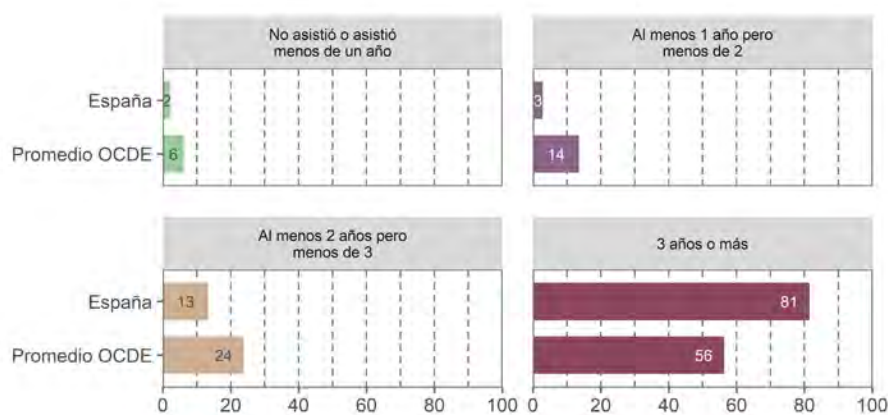 No asistió o asistió
menos de un año
Al menos 1 año pero
menos de 2
España
2
3
Promedio OCDE
6
14
Al menos 2 años pero
menos de 3
3 años o más
España
13
81
Promedio OCDE
24
56
0 20 40 60 80 100
0 20 40 60 80 100